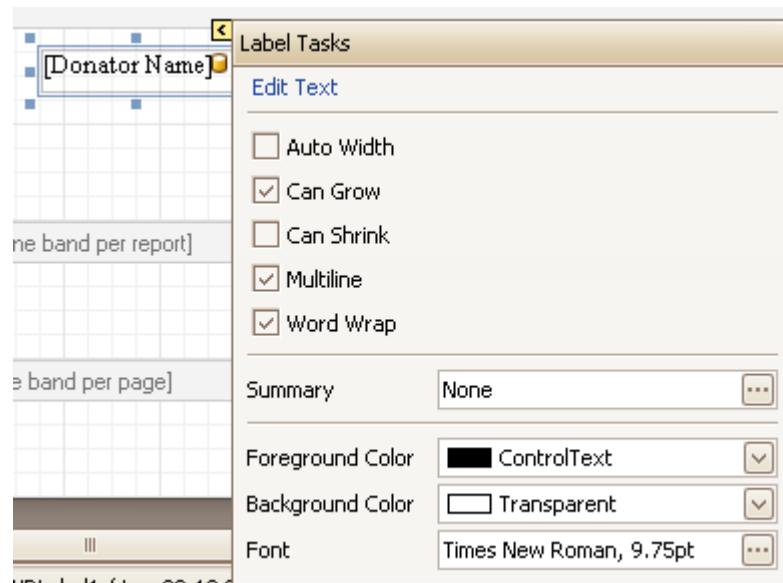 Label Tasks
[Donator Name]
Edit Text
Auto Width
Can Grow
Can Shrink
ne band per report]
Multiline
Word Wrap
e band per page]
Summary None
Foreground Color ControlText
Background Color Transparent
Font Times New Roman, 9.75pt